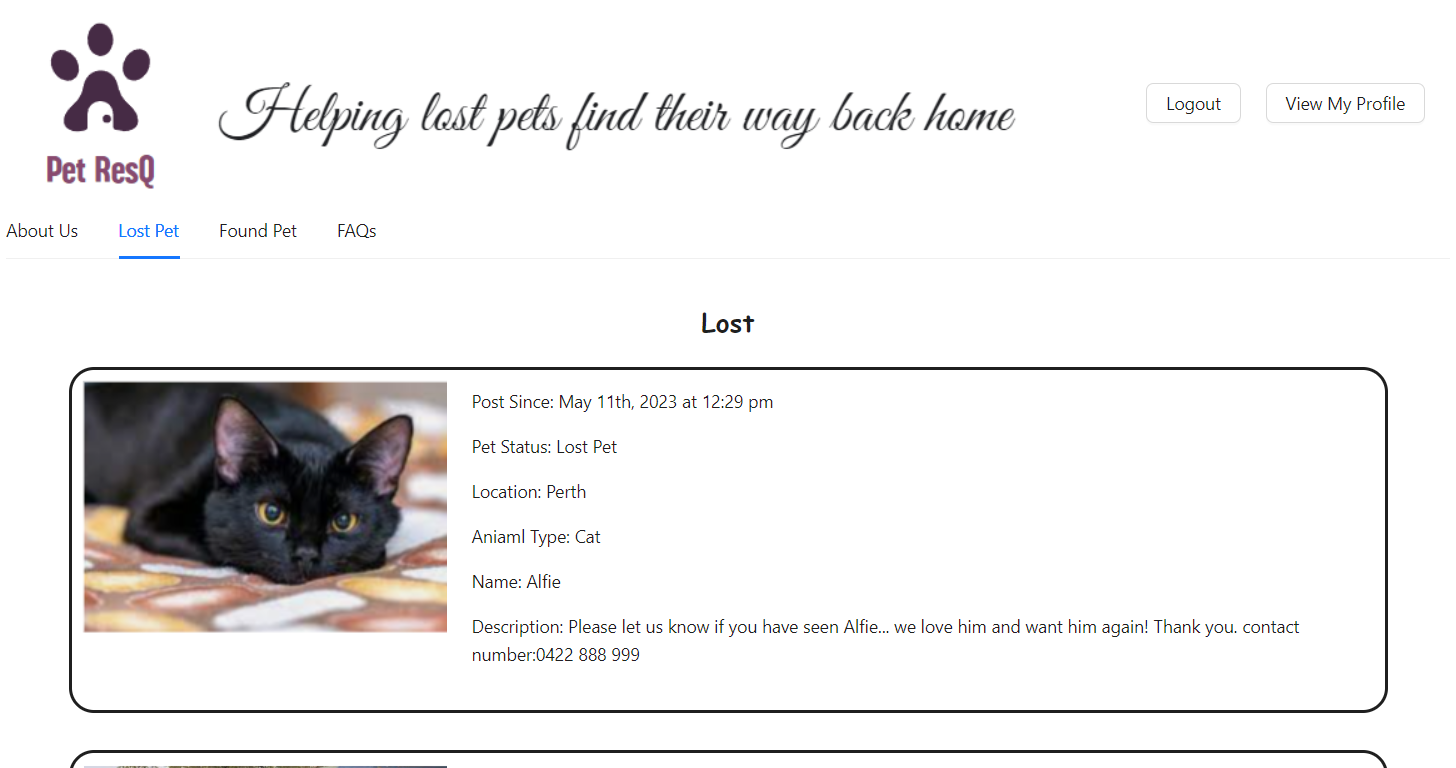 Helping lost pets find their way back home
Logout
View My Profile
Pet ResQ
About Us
Lost Pet
Found Pet
FAQs
Lost
Post Since: May 11th, 2023 at 12:29 pm
Pet Status: Lost Pet
Location: Perth
Aniaml Type: Cat
Name: Alfie
Description: Please let us know if you have seen Alfie... we love him and want him again! Thank you. contact
number:0422 888 999